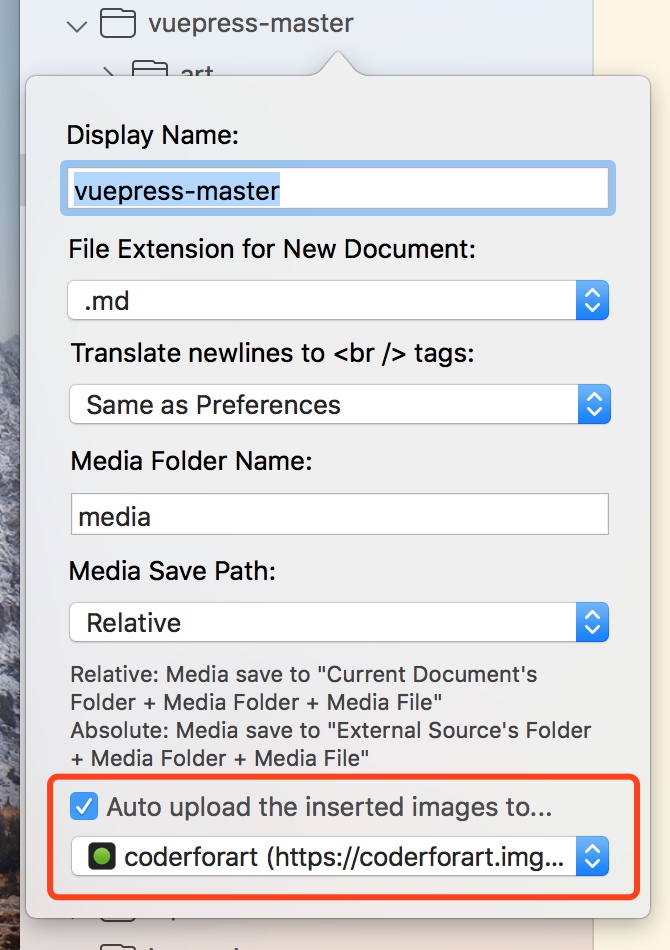 vuepress-master
art
Display Name:
vuepress-master
File Extension for New Document:
.md
Translate newlines to <br /> tags:
Same as Preferences
Media Folder Name:
media
Media Save Path:
Relative
Relative: Media save to "Current Document's
Folder + Media Folder + Media File"
Absolute: Media save to "External Source's Folder
+ Media Folder + Media File"
Auto upload the inserted images to...
coderforart (https://coderforart.img...